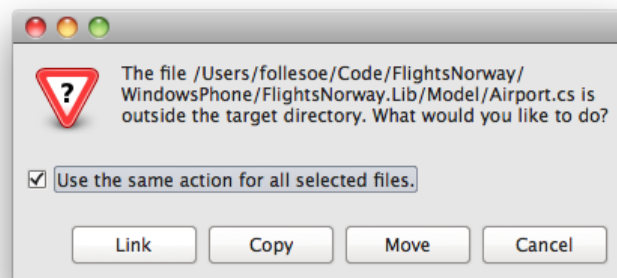 ?
The file /Users/follesoe/Code/FlightsNorway/
WindowsPhone/FlightsNorway.Lib/Model/Airport.cs is
outside the target directory. What would you like to do?
Use the same action for all selected files.
Link Copy Move Cancel